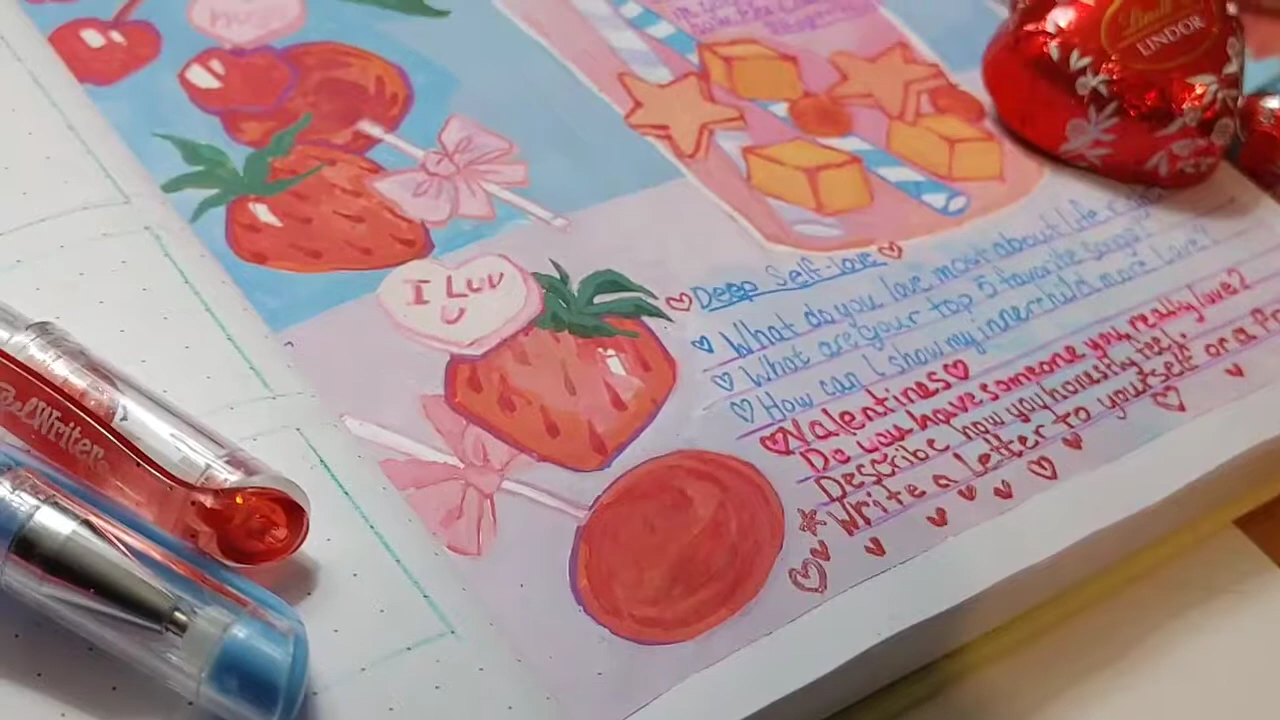 Lindt
LINDOR
I LUV
U
Deep Self-love
What do you love most about life
What are your top 5 favorite songs?
How can I show my inner child more love?
Valentines
Do you have someone you really love?
Describe how you honestly feel.
Write a letter to yourself or a
GelWriter